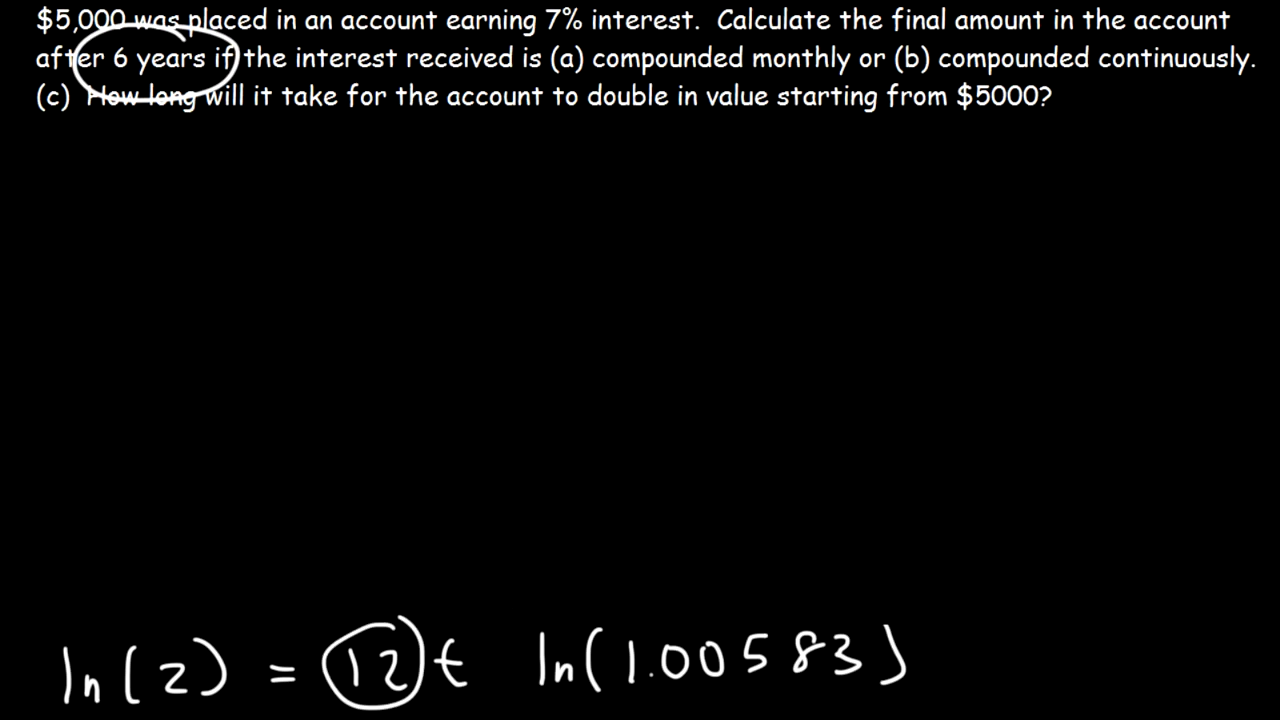 $5,000 was placed in an account earning 7% interest.  Calculate the final amount in the account
after 6 years if the interest received is (a) compounded monthly or (b) compounded continuously.
(c)  How long will it take for the account to double in value starting from $5000?
ln(2) = 12t ln(1.00583)